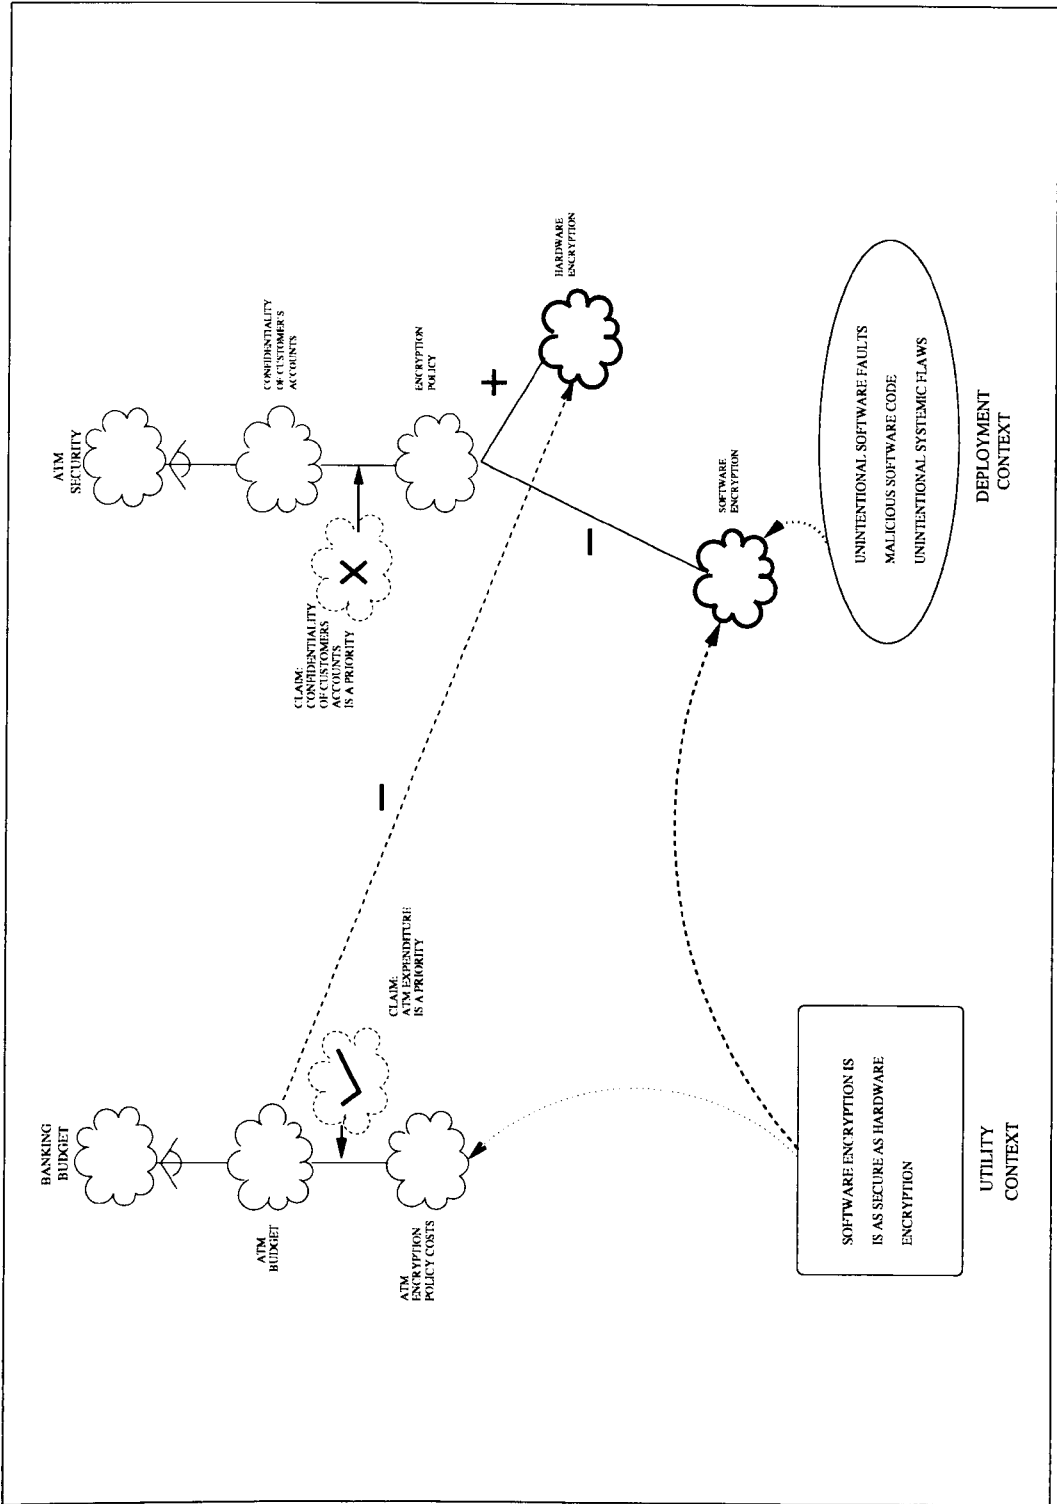 BANKING
BUDGET
ATM
SECURITY
ATM
BUDGET
CONFIDENTIALITY
OF CUSTOMER'S
ACCOUNTS
CLAIM:
CONFIDENTIALITY
OF CUSTOMERS
ACCOUNTS
IS A PRIORITY
CLAIM:
ATM EXPENDITURE
IS A PRIORITY
ATM
ENCRYPTION
POLICY COSTS
ENCRYPTION
POLICY
−
+
HARDWARE
ENCRYPTION
−
SOFTWARE
ENCRYPTION
SOFTWARE ENCRYPTION IS
IS AS SECURE AS HARDWARE
ENCRYPTION
UNINTENTIONAL SOFTWARE FAULTS
MALICIOUS SOFTWARE CODE
UNINTENTIONAL SYSTEMIC FLAWS
UTILITY
CONTEXT
DEPLOYMENT
CONTEXT